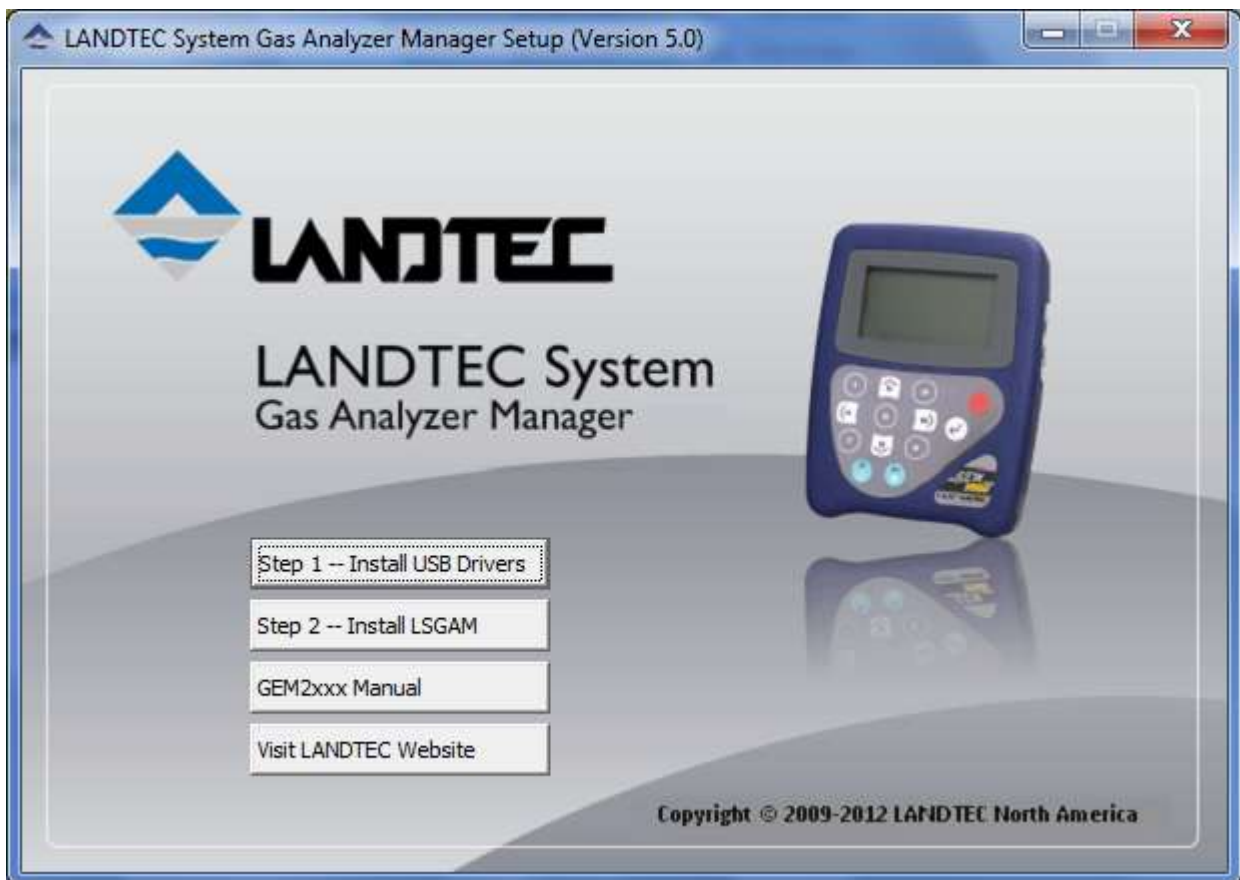 LANDTEC System Gas Analyzer Manager Setup (Version 5.0)
LANDTEC
LANDTEC System
Gas Analyzer Manager
Step 1 -- Install USB Drivers
Step 2 -- Install LSGAM
GEM2xxx Manual
Visit LANDTEC Website
Copyright © 2009-2012 LANDTEC North America